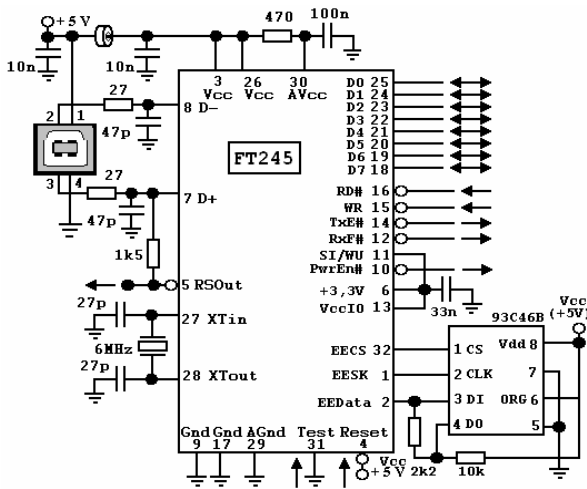 +5V
470
100n
10n
10n
3
Vcc
26
Vcc
30
AVcc
2
1
27
8 D-
47p
FT245
D0 25
D1 24
D2 23
D3 22
D4 21
D5 20
D6 19
D7 18
3
4
27
7 D+
47p
1k5
RD# 16
WR 15
TxE# 14
RxF# 12
SI/WU 11
PwrEn# 10
5 RSOut
+3,3V 6
VccIO 13
33n
27p
27 XTin
6MHz
27p
28 XTout
Vcc
(+5V)
93C46B
EECS 32
1 CS
Vdd 8
EESK 1
2 CLK
7
EEData 2
3 DI
ORG 6
4 DO
5
Gnd
9
Gnd
17
AGnd
29
Test
31
Reset
4
Vcc
+5V
2k2
10k